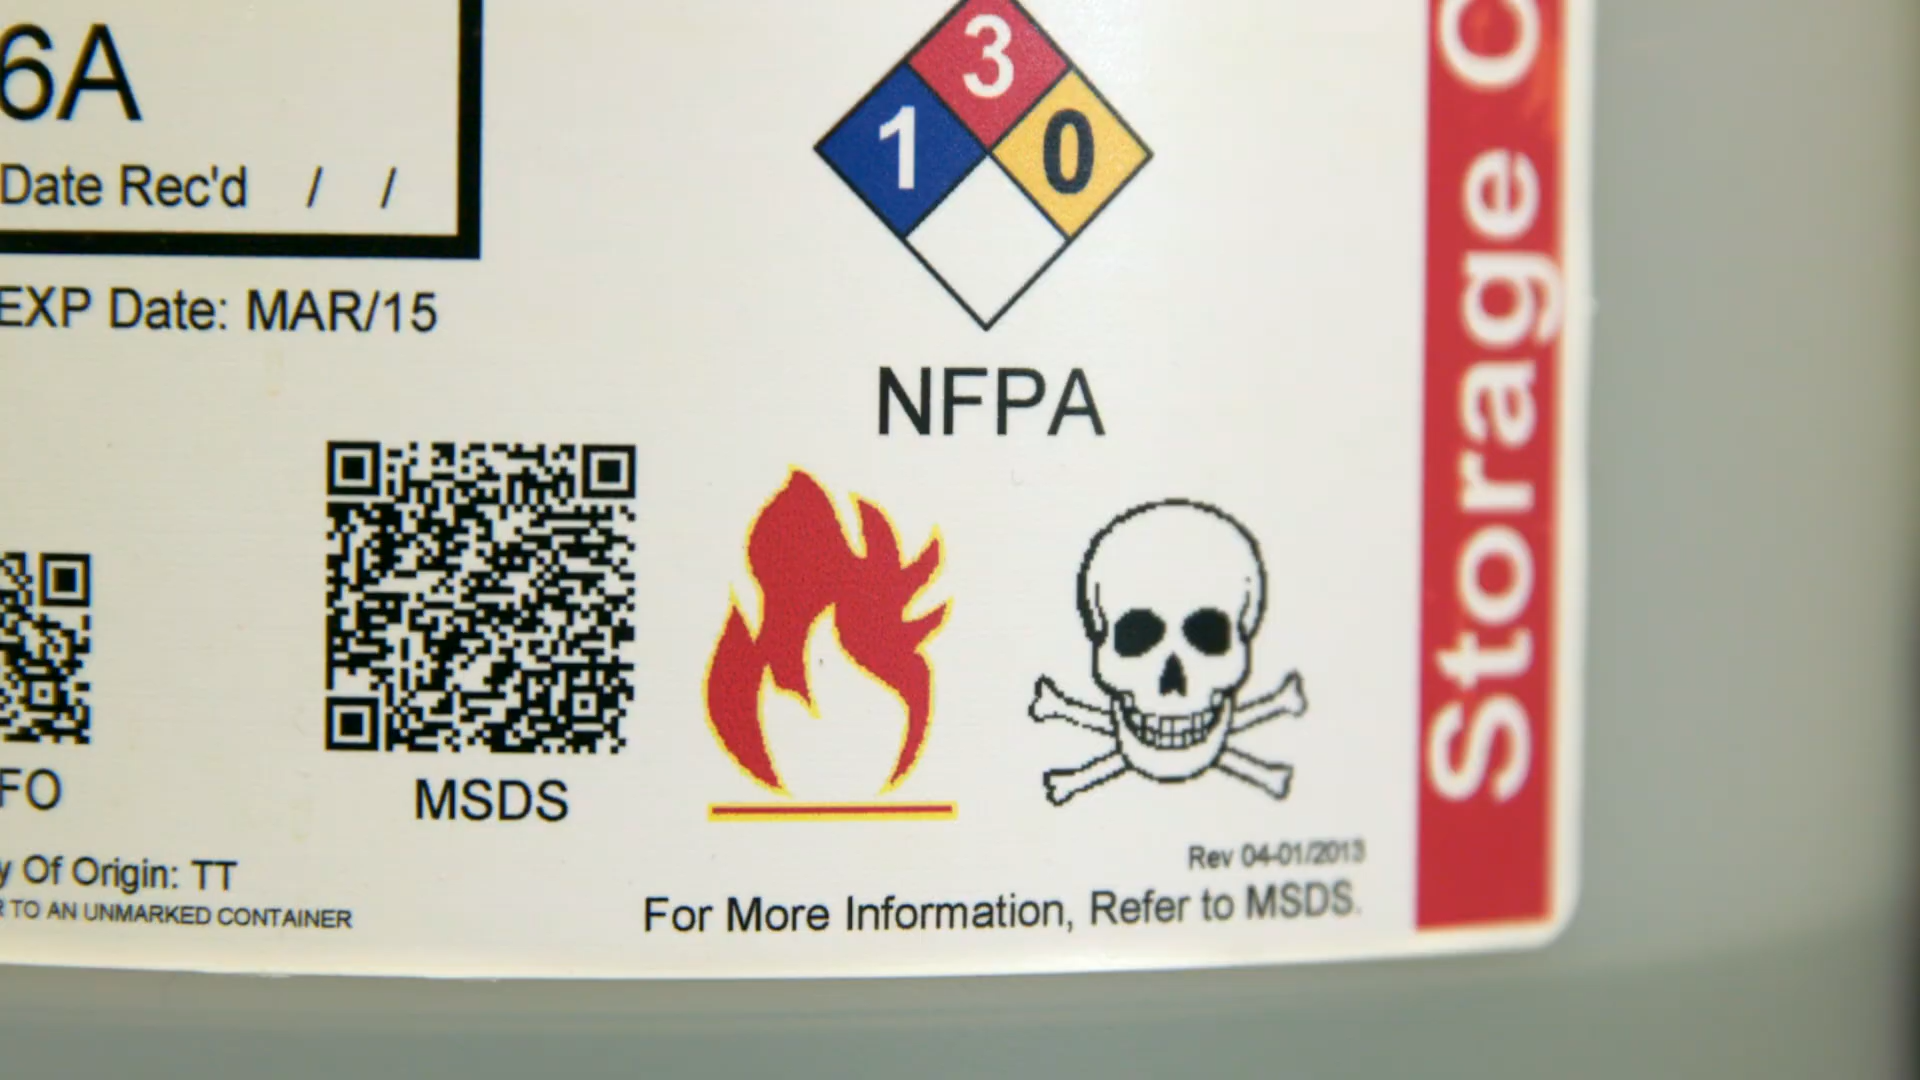 6A
Date Rec'd / /
EXP Date: MAR/15
3
1
0
NFPA
FO
MSDS
y Of Origin: TT
R TO AN UNMARKED CONTAINER
Rev 04-01/2013
For More Information, Refer to MSDS.
Storage C